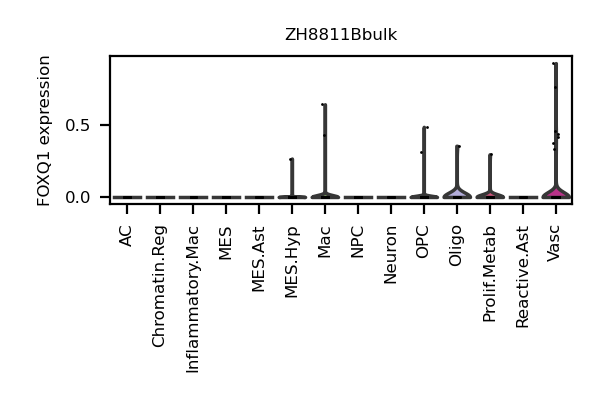 ZH8811Bbulk
FOXQ1 expression
0.5
0.0
AC
Chromatin.Reg
Inflammatory.Mac
MES
MES.Ast
MES.Hyp
Mac
NPC
Neuron
OPC
Oligo
Prolif.Metab
Reactive.Ast
Vasc